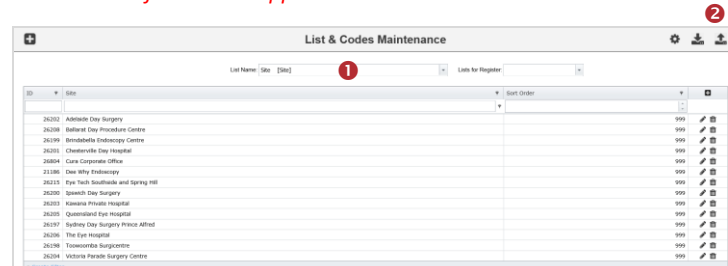 2
List & Codes Maintenance
List Name: Site [Site] 1 Lists for Register:
ID Site Sort Order
26202 Adelaide Day Surgery 999
26208 Ballarat Day Procedure Centre 999
26199 Brindabella Endoscopy Centre 999
26201 Chesterville Day Hospital 999
26804 Cura Corporate Office 999
21186 Dee Why Endoscopy 999
26215 Eye Tech Southside and Spring Hill 999
26200 Ipswich Day Surgery 999
26203 Kawana Private Hospital 999
26205 Queensland Eye Hospital 999
26197 Sydney Day Surgery Prince Alfred 999
26206 The Eye Hospital 999
26198 Toowoomba Surgicentre 999
26204 Victoria Parade Surgery Centre 999